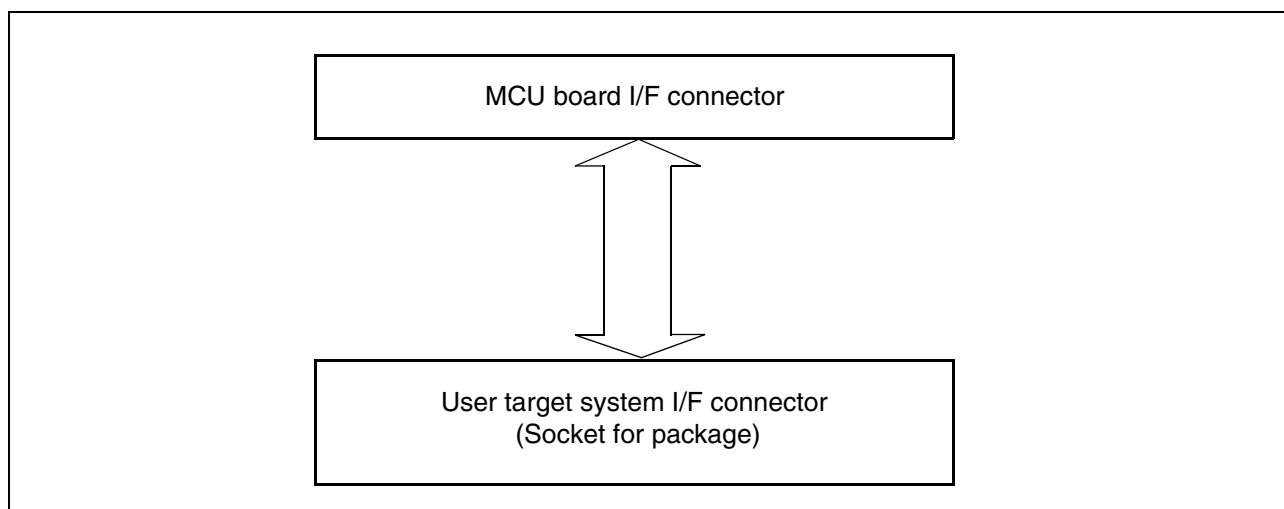 MCU board I/F connector
User target system I/F connector
(Socket for package)